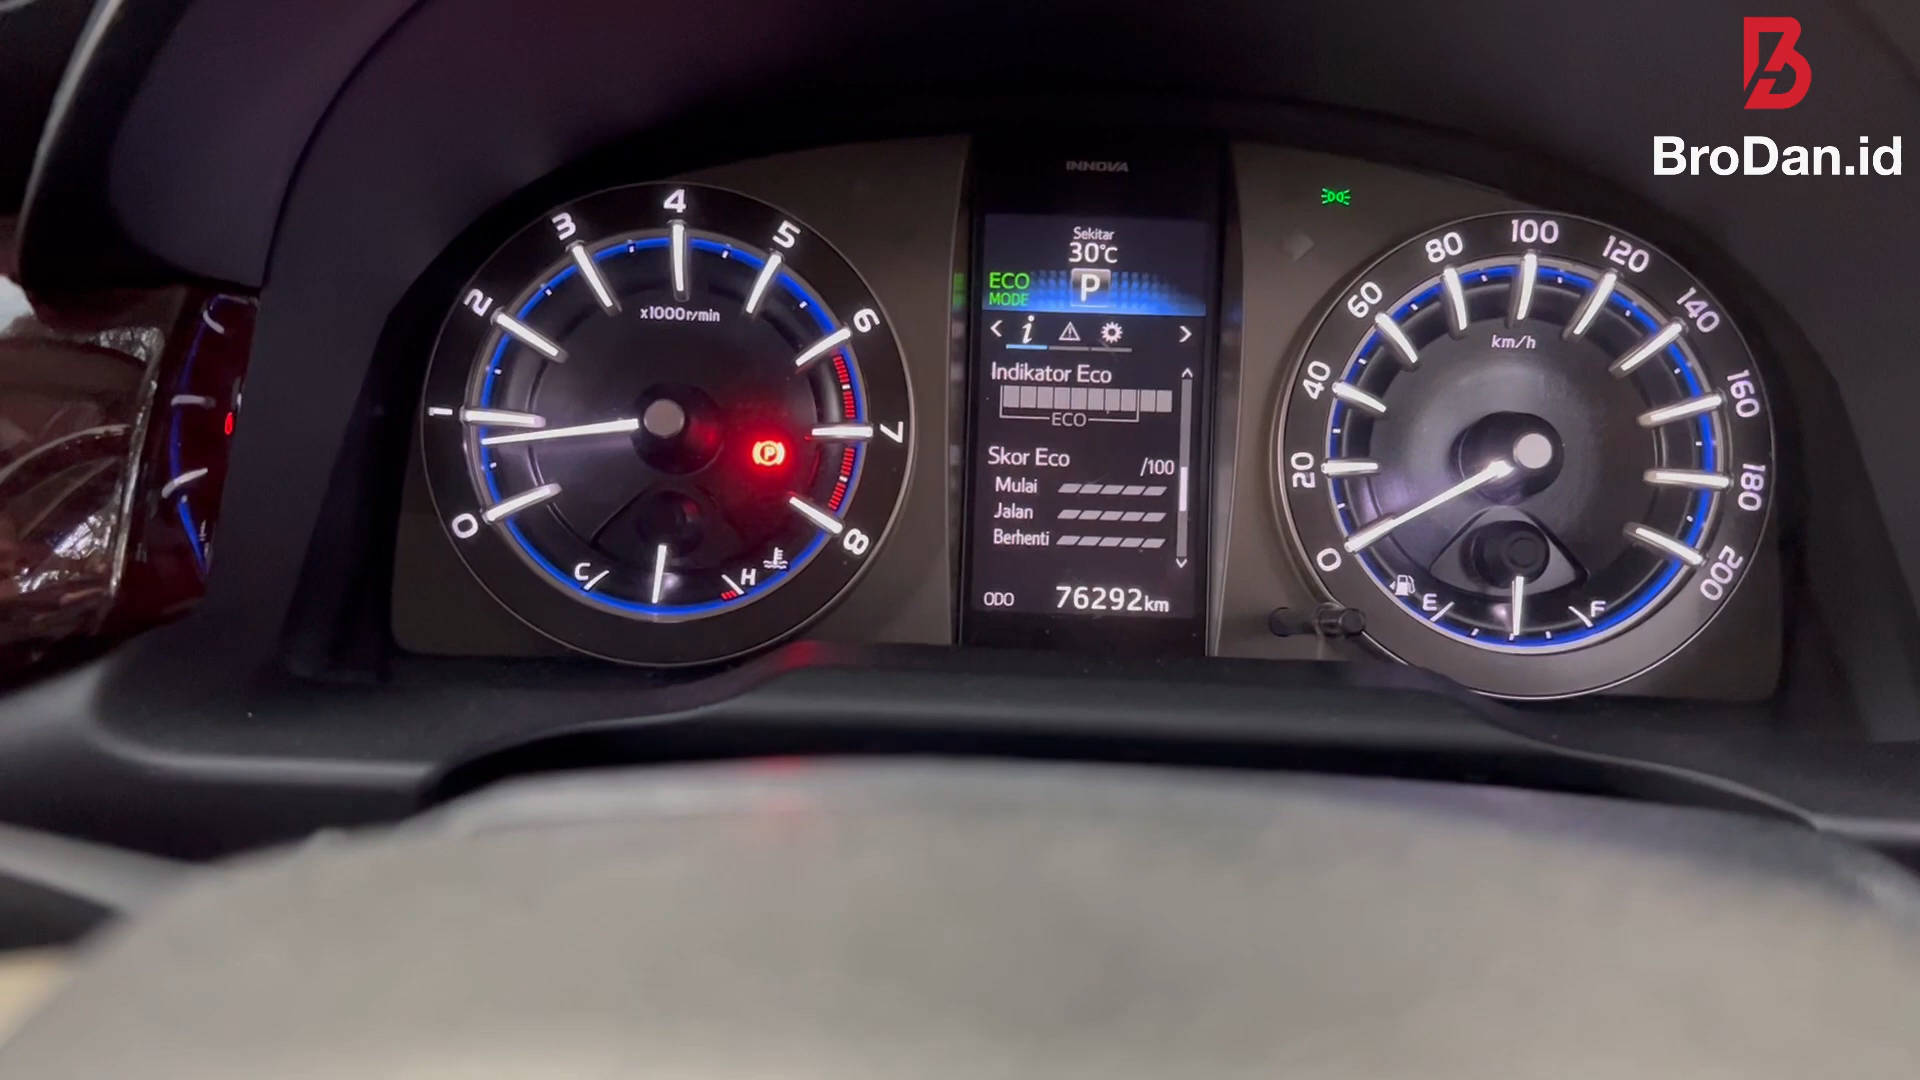 BroDan.id
INNOVA
Sekitar
30°C
ECO
MODE
P
< i >
Indikator Eco
ECO
Skor Eco /100
Mulai
Jalan
Berhenti
ODO 76292 km
0 1 2 3 4 5 6 7 8
x1000r/min
P
C H
0 20 40 60 80 100 120 140 160 180 200
km/h
E F